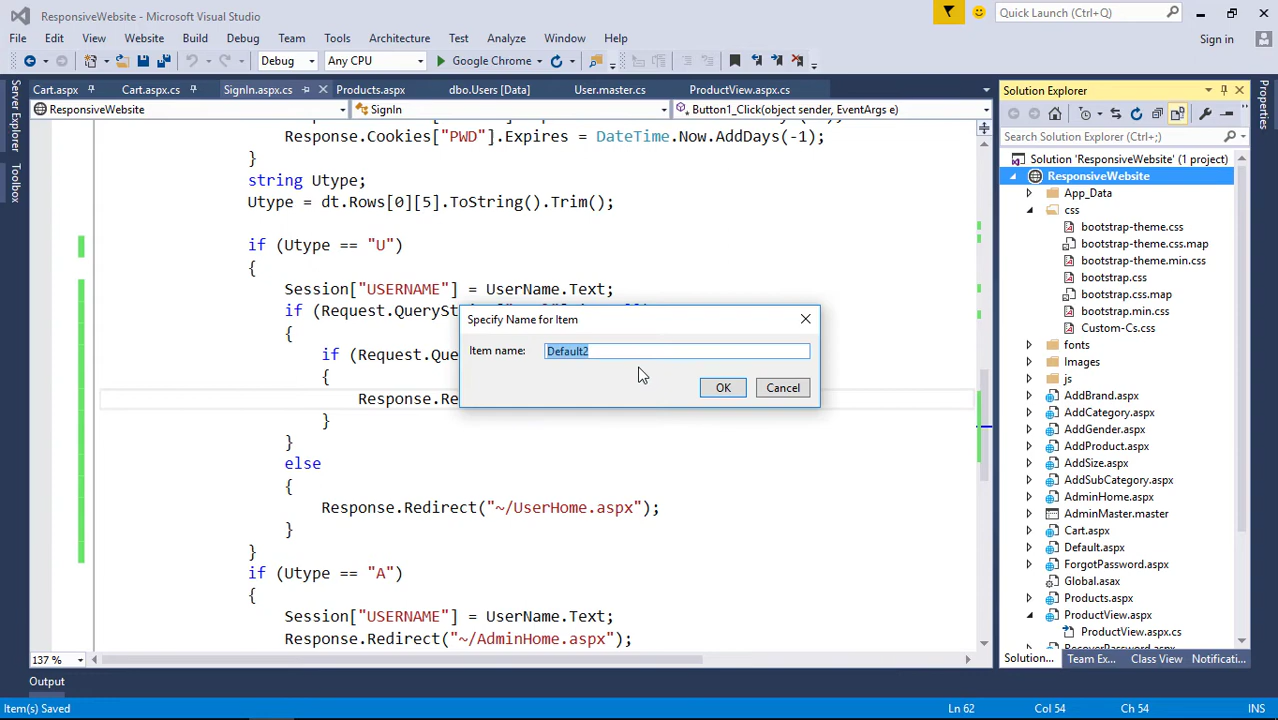 ResponsiveWebsite - Microsoft Visual Studio
Quick Launch (Ctrl+Q)
File Edit View Website Build Debug Team Tools Architecture Test Analyze Window Help
Sign in
Debug Any CPU Google Chrome
Cart.aspx Cart.aspx.cs SignIn.aspx.cs Products.aspx dbo.Users [Data] User.master.cs ProductView.aspx.cs
ResponsiveWebsite SignIn Button1_Click(object sender, EventArgs e)
Server Explorer
Toolbox
Response.Cookies["PWD"].Expires = DateTime.Now.AddDays(-1);
}
string Utype;
Utype = dt.Rows[0][5].ToString().Trim();
if (Utype == "U")
{
Session["USERNAME"] = UserName.Text;
if (Request.QuerySt
{
if (Request.Que
{
Response.Re
}
}
else
{
Response.Redirect("~/UserHome.aspx");
}
}
if (Utype == "A")
{
Session["USERNAME"] = UserName.Text;
Response.Redirect("~/AdminHome.aspx");
137 %
Specify Name for Item
Item name: Default2
OK Cancel
Solution Explorer
Search Solution Explorer (Ctrl+;)
Solution 'ResponsiveWebsite' (1 project)
ResponsiveWebsite
App_Data
css
bootstrap-theme.css
bootstrap-theme.css.map
bootstrap-theme.min.css
bootstrap.css
bootstrap.css.map
bootstrap.min.css
Custom-Cs.css
fonts
Images
js
AddBrand.aspx
AddCategory.aspx
AddGender.aspx
AddProduct.aspx
AddSize.aspx
AddSubCategory.aspx
AdminHome.aspx
AdminMaster.master
Cart.aspx
Default.aspx
ForgotPassword.aspx
Global.asax
Products.aspx
ProductView.aspx
ProductView.aspx.cs
RecoverPassword.aspx
Solution... Team Ex... Class View Notificati...
Properties
Output
Item(s) Saved Ln 62 Col 54 Ch 54 INS